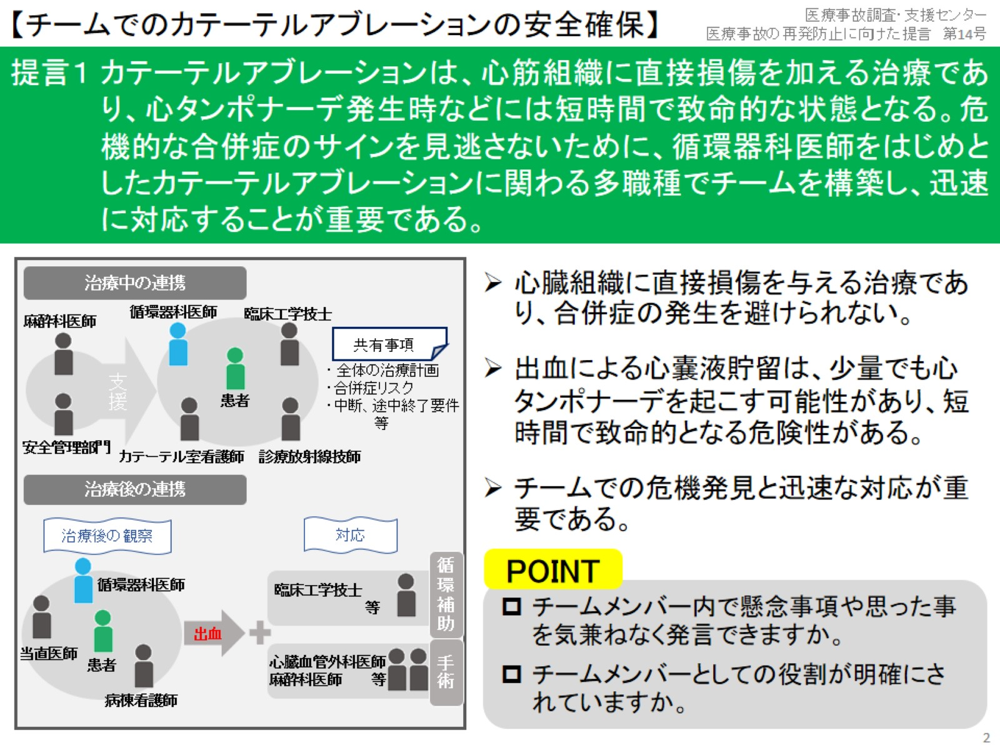 【チームでのカテーテルアブレーションの安全確保】
医療事故調査・支援センター
医療事故の再発防止に向けた提言　第14号
提言１ カテーテルアブレーションは、心筋組織に直接損傷を加える治療であ
り、心タンポナーデ発生時などには短時間で致命的な状態となる。危
機的な合併症のサインを見逃さないために、循環器科医師をはじめと
したカテーテルアブレーションに関わる多職種でチームを構築し、迅速
に対応することが重要である。
治療中の連携
麻酔科医師
循環器科医師
臨床工学技士
共有事項
・全体の治療計画
・合併症リスク
・中断、途中終了要件
等
支援
患者
安全管理部門
カテーテル室看護師
診療放射線技師
治療後の連携
治療後の観察
対応
循環器科医師
当直医師
患者
病棟看護師
出血
臨床工学技士
等
循環補助
心臓血管外科医師
麻酔科医師　　等
手術
➢ 心臓組織に直接損傷を与える治療であ
り、合併症の発生を避けられない。
➢ 出血による心嚢液貯留は、少量でも心
タンポナーデを起こす可能性があり、短
時間で致命的となる危険性がある。
➢ チームでの危機発見と迅速な対応が重
要である。
POINT
チームメンバー内で懸念事項や思った事
を気兼ねなく発言できますか。
チームメンバーとしての役割が明確にさ
れていますか。
2